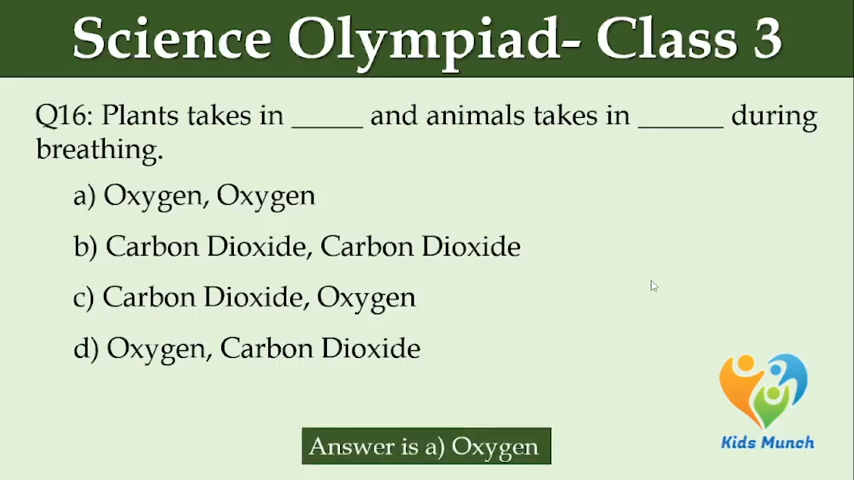 Science Olympiad- Class 3
Q16: Plants takes in _____ and animals takes in ______ during
breathing.
a) Oxygen, Oxygen
b) Carbon Dioxide, Carbon Dioxide
c) Carbon Dioxide, Oxygen
d) Oxygen, Carbon Dioxide
Kids Munch
Answer is a) Oxygen